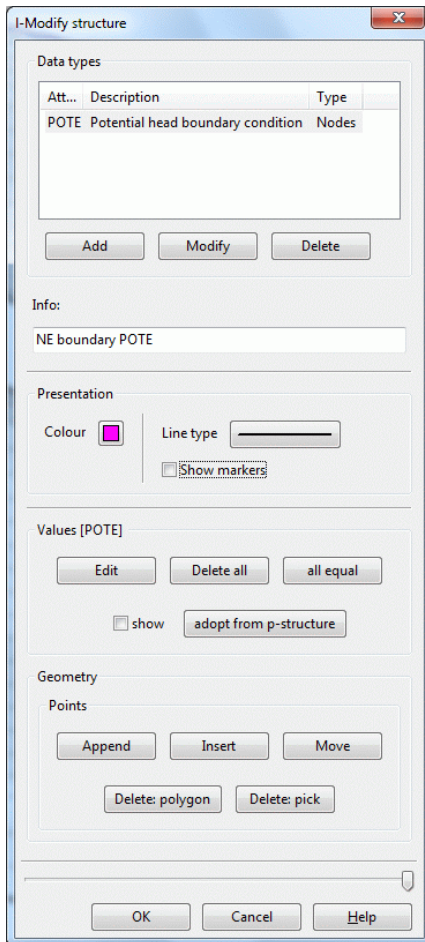 I-Modify structure
Data types
Att... Description Type
POTE Potential head boundary condition Nodes
Add Modify Delete
Info:
NE boundary POTE
Presentation
Colour Line type
Show markers
Values [POTE]
Edit Delete all all equal
show adopt from p-structure
Geometry
Points
Append Insert Move
Delete: polygon Delete: pick
OK Cancel Help